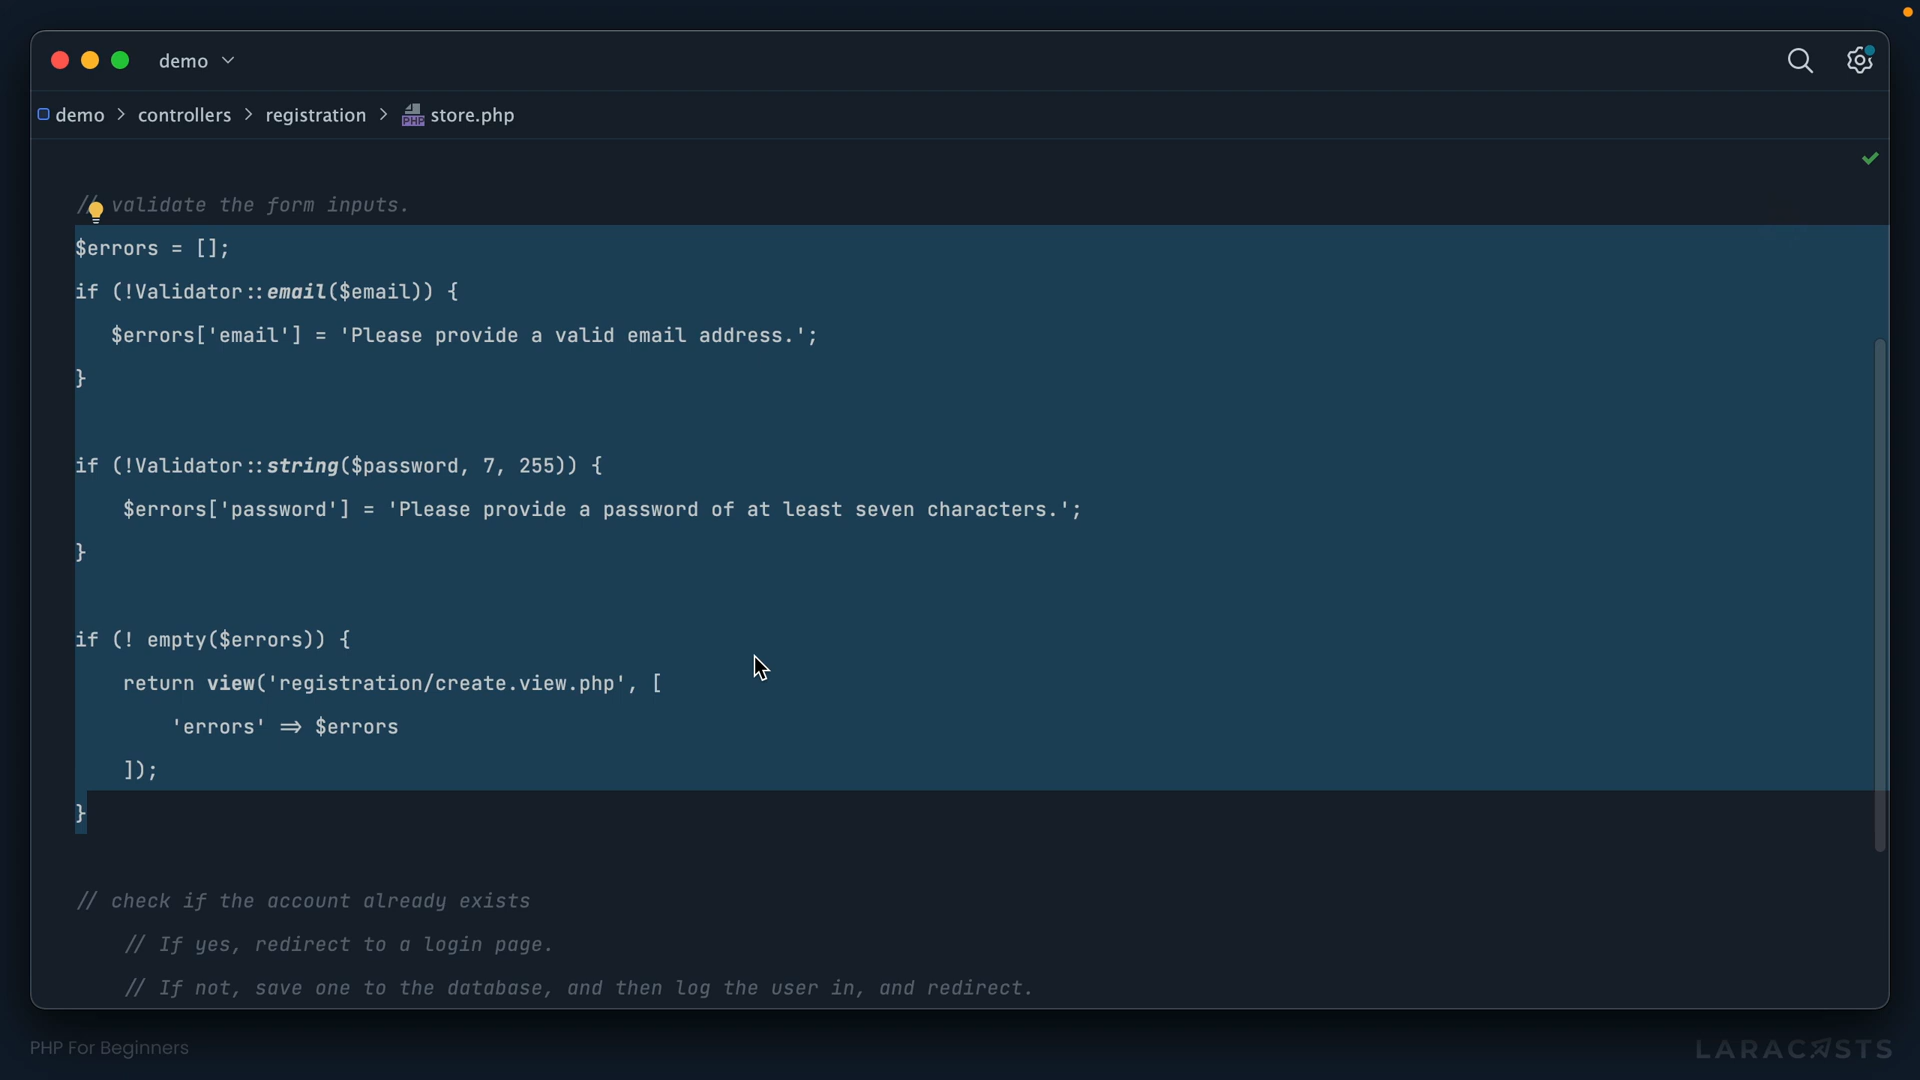 demo
demo > controllers > registration > store.php
// validate the form inputs.
$errors = [];
if (!Validator::email($email)) {
$errors['email'] = 'Please provide a valid email address.';
}
if (!Validator::string($password, 7, 255)) {
$errors['password'] = 'Please provide a password of at least seven characters.';
}
if (! empty($errors)) {
return view('registration/create.view.php', [
'errors' => $errors
]);
}
// check if the account already exists
// If yes, redirect to a login page.
// If not, save one to the database, and then log the user in, and redirect.
PHP For Beginners
LARACASTS